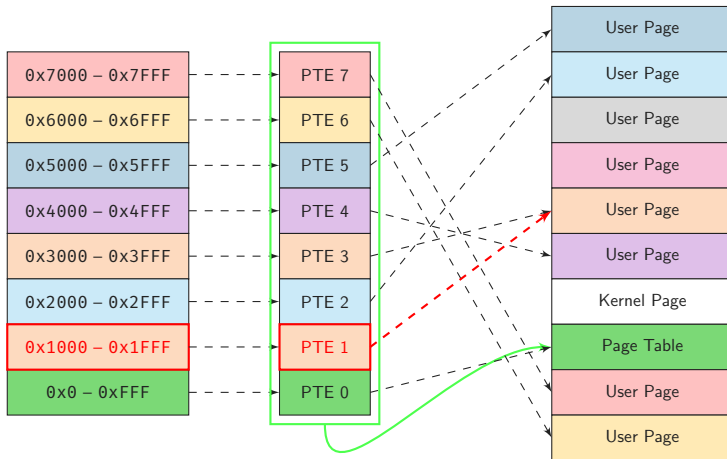 0x7000 – 0x7FFF
0x6000 – 0x6FFF
0x5000 – 0x5FFF
0x4000 – 0x4FFF
0x3000 – 0x3FFF
0x2000 – 0x2FFF
0x1000 – 0x1FFF
0x0 – 0xFFF
PTE 7
PTE 6
PTE 5
PTE 4
PTE 3
PTE 2
PTE 1
PTE 0
User Page
User Page
User Page
User Page
User Page
User Page
Kernel Page
Page Table
User Page
User Page